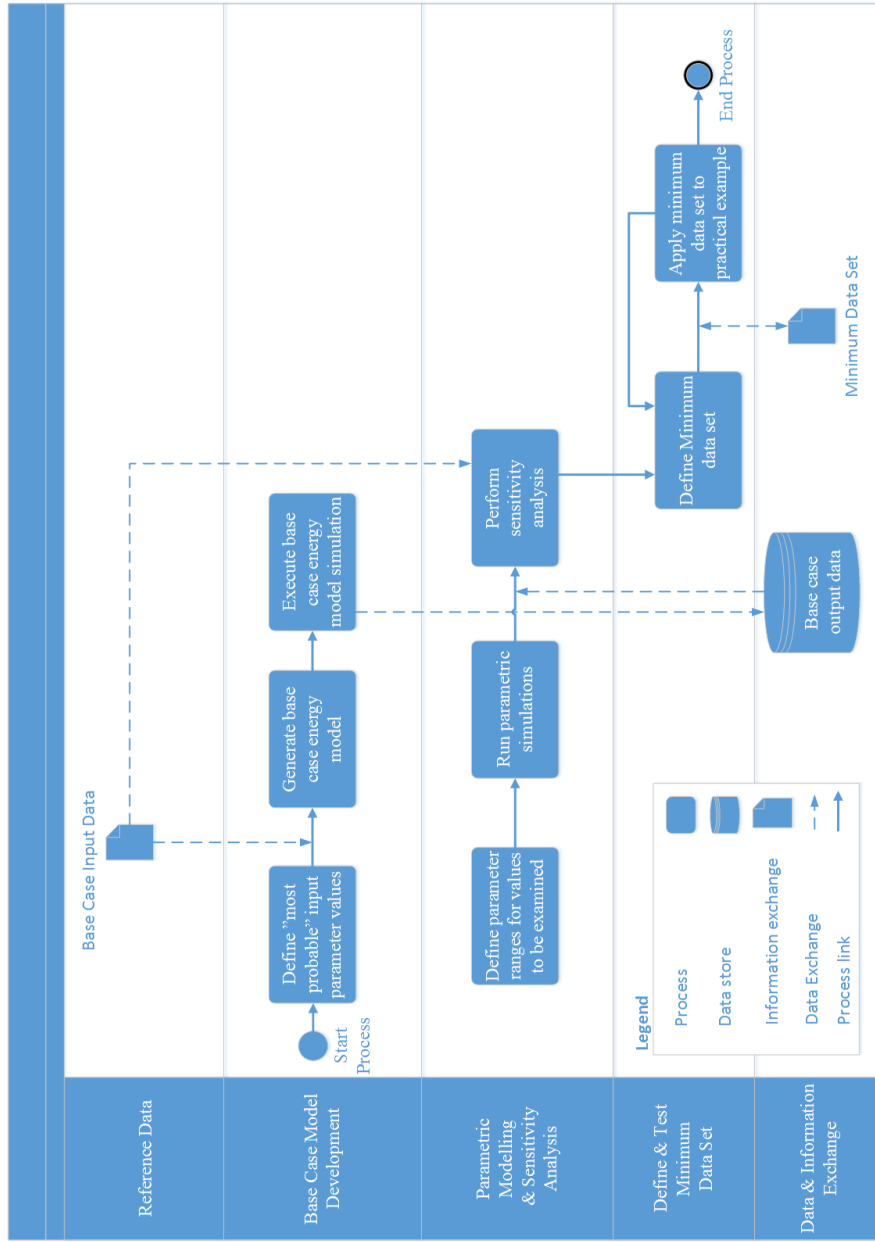 Reference Data
Base Case Input Data
Base Case Model
Development
Start
Process
Define "most
probable" input
parameter values
Generate base
case energy
model
Execute base
case energy
model simulation
Parametric
Modelling
& Sensitivity
Analysis
Define parameter
ranges for values
to be examined
Run parametric
simulations
Perform
sensitivity
analysis
Define & Test
Minimum
Data Set
Define Minimum
data set
Apply minimum
data set to
practical example
End Process
Data & Information
Exchange
Base case
output data
Minimum Data Set
Legend
Process
Data store
Information exchange
Data Exchange
Process link